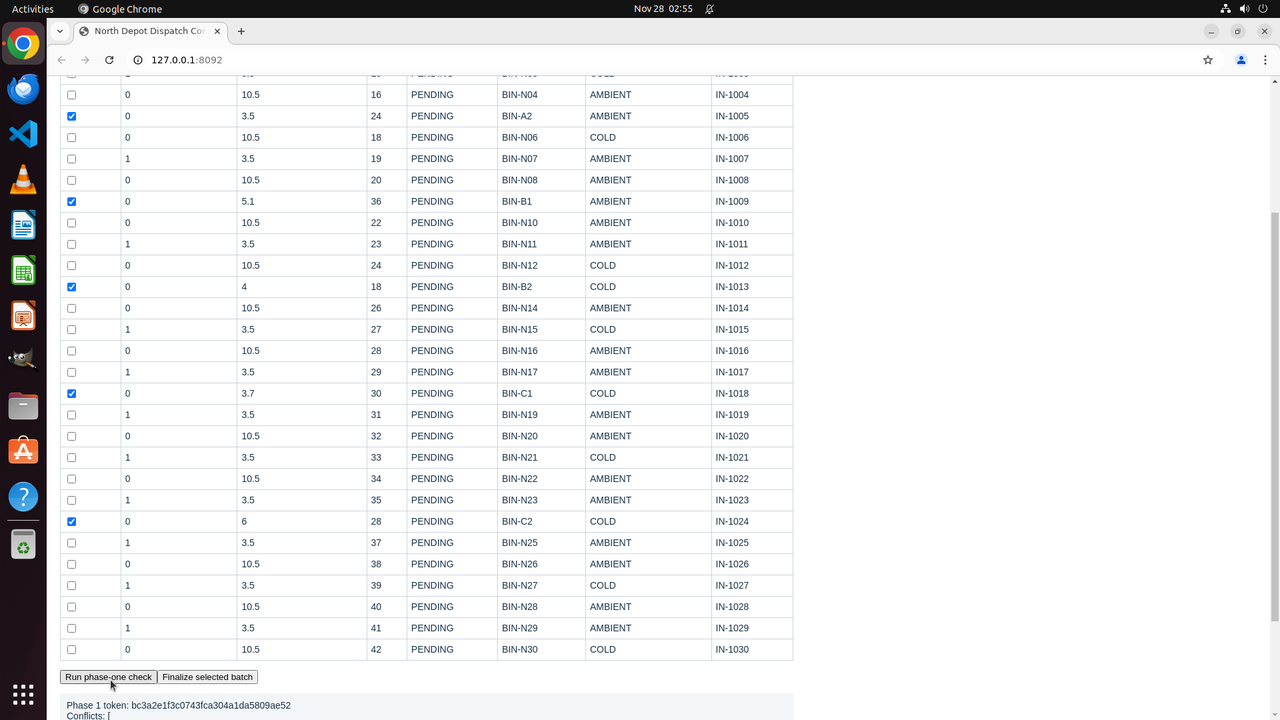 Activities
Google Chrome
Nov 28 02:55
North Depot Dispatch Con
127.0.0.1:8092
0 10.5 16 PENDING BIN-N04 AMBIENT IN-1004
0 3.5 24 PENDING BIN-A2 AMBIENT IN-1005
0 10.5 18 PENDING BIN-N06 COLD IN-1006
1 3.5 19 PENDING BIN-N07 AMBIENT IN-1007
0 10.5 20 PENDING BIN-N08 AMBIENT IN-1008
0 5.1 36 PENDING BIN-B1 AMBIENT IN-1009
0 10.5 22 PENDING BIN-N10 AMBIENT IN-1010
1 3.5 23 PENDING BIN-N11 AMBIENT IN-1011
0 10.5 24 PENDING BIN-N12 COLD IN-1012
0 4 18 PENDING BIN-B2 COLD IN-1013
0 10.5 26 PENDING BIN-N14 AMBIENT IN-1014
1 3.5 27 PENDING BIN-N15 COLD IN-1015
0 10.5 28 PENDING BIN-N16 AMBIENT IN-1016
1 3.5 29 PENDING BIN-N17 AMBIENT IN-1017
0 3.7 30 PENDING BIN-C1 COLD IN-1018
1 3.5 31 PENDING BIN-N19 AMBIENT IN-1019
0 10.5 32 PENDING BIN-N20 AMBIENT IN-1020
1 3.5 33 PENDING BIN-N21 COLD IN-1021
0 10.5 34 PENDING BIN-N22 AMBIENT IN-1022
1 3.5 35 PENDING BIN-N23 AMBIENT IN-1023
0 6 28 PENDING BIN-C2 COLD IN-1024
1 3.5 37 PENDING BIN-N25 AMBIENT IN-1025
0 10.5 38 PENDING BIN-N26 AMBIENT IN-1026
1 3.5 39 PENDING BIN-N27 COLD IN-1027
0 10.5 40 PENDING BIN-N28 AMBIENT IN-1028
1 3.5 41 PENDING BIN-N29 AMBIENT IN-1029
0 10.5 42 PENDING BIN-N30 COLD IN-1030
Run phase-one check Finalize selected batch
Phase 1 token: bc3a2e1f3c0743fca304a1da5809ae52
Conflicts: [